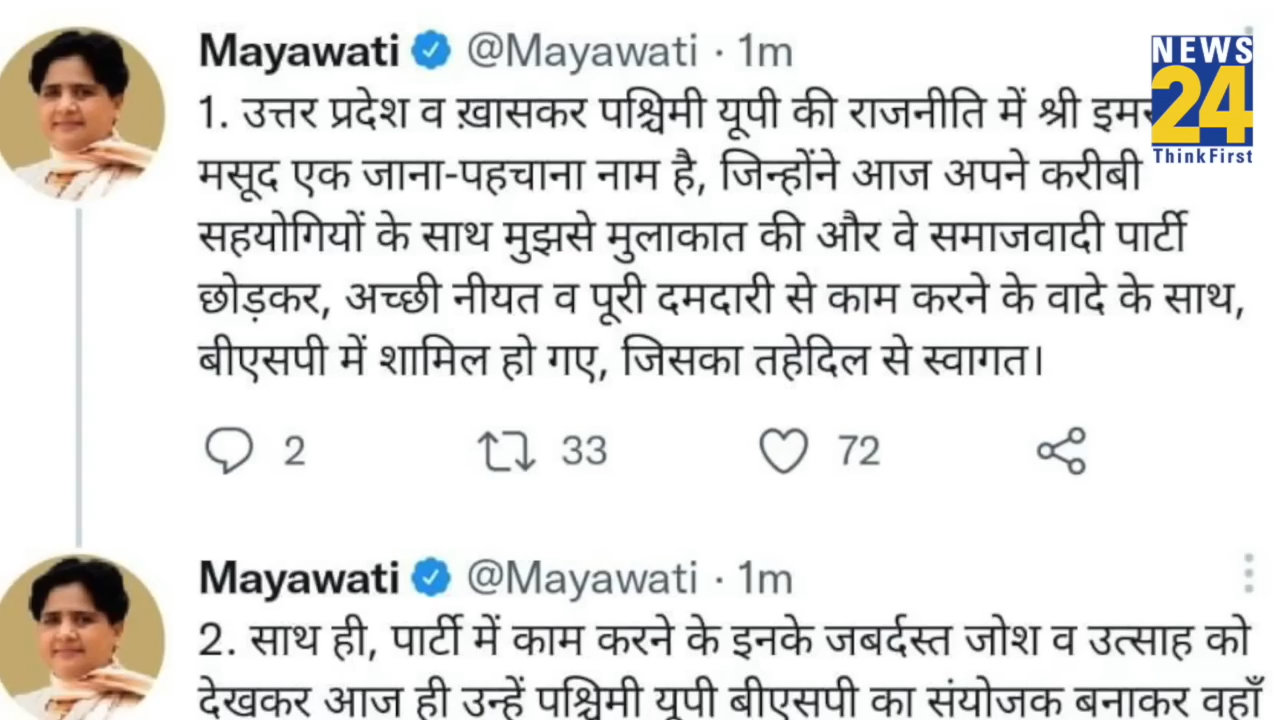 Mayawati @Mayawati · 1m
NEWS
24
Think First
1. उत्तर प्रदेश व ख़ासकर पश्चिमी यूपी की राजनीति में श्री
मसूद एक जाना-पहचाना नाम है, जिन्होंने आज अपने करीबी
सहयोगियों के साथ मुझसे मुलाकात की और वे समाजवादी पार्टी
छोड़कर, अच्छी नीयत व पूरी दमदारी से काम करने के वादे के साथ,
बीएसपी में शामिल हो गए, जिसका तहेदिल से स्वागत।
2 33 72
Mayawati @Mayawati · 1m
2. साथ ही, पार्टी में काम करने के इनके जबर्दस्त जोश व उत्साह को
देखकर आज ही उन्हें पश्चिमी यूपी बीएसपी का संयोजक बनाकर वहाँ